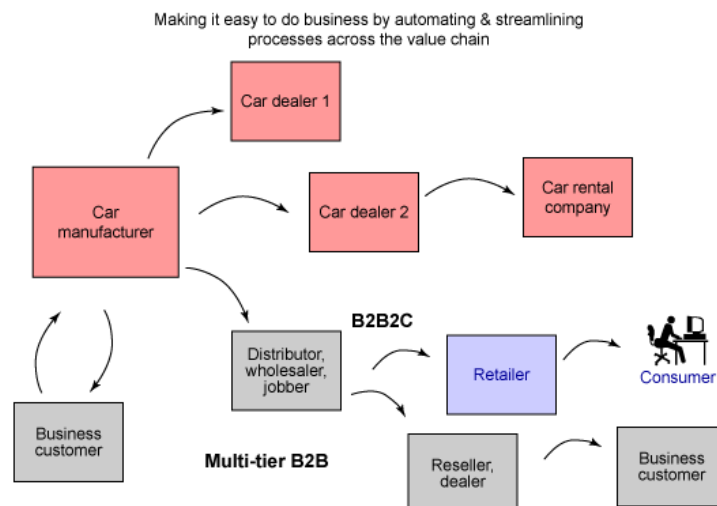 Making it easy to do business by automating & streamlining
processes across the value chain
Car dealer 1
Car
manufacturer
Car dealer 2
Car rental
company
B2B2C
Distributor,
wholesaler,
jobber
Retailer
Consumer
Business
customer
Multi-tier B2B
Reseller,
dealer
Business
customer